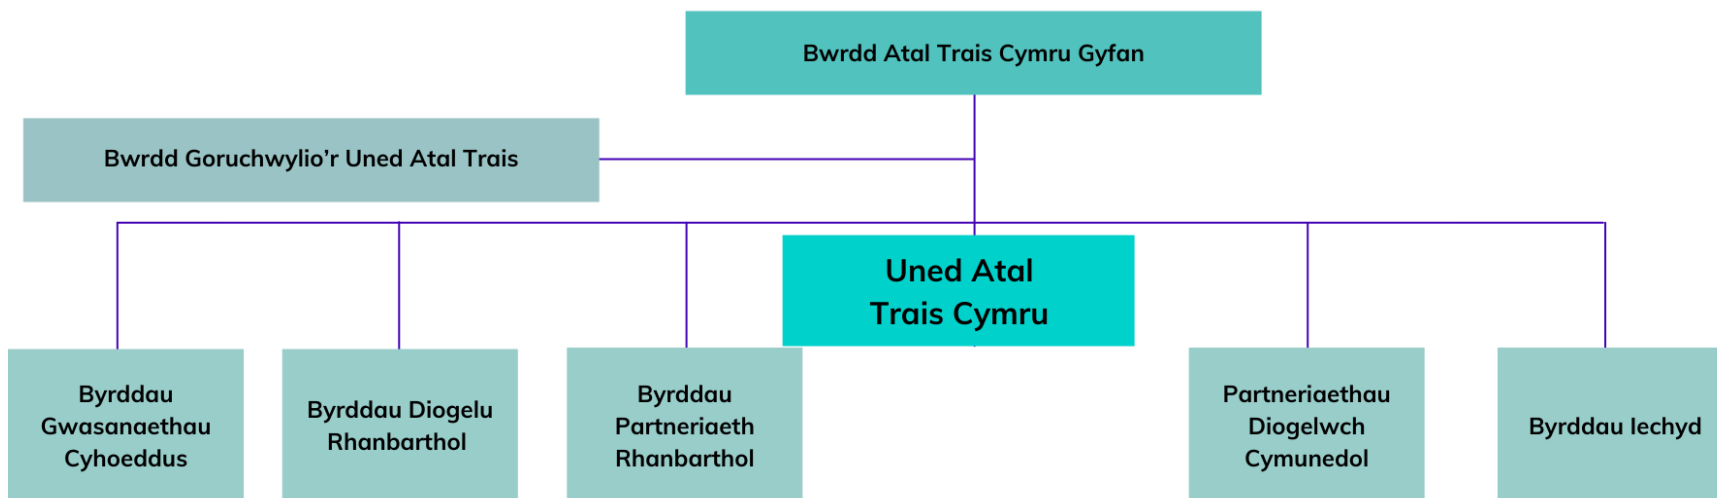 Bwrdd Atal Trais Cymru Gyfan
Bwrdd Goruchwylio’r Uned Atal Trais
Uned Atal
Trais Cymru
Byrddau
Gwasanaethau
Cyhoeddus
Byrddau Diogelu
Rhanbarthol
Byrddau
Partneriaeth
Rhanbarthol
Partneriaethau
Diogelwch
Cymunedol
Byrddau Iechyd